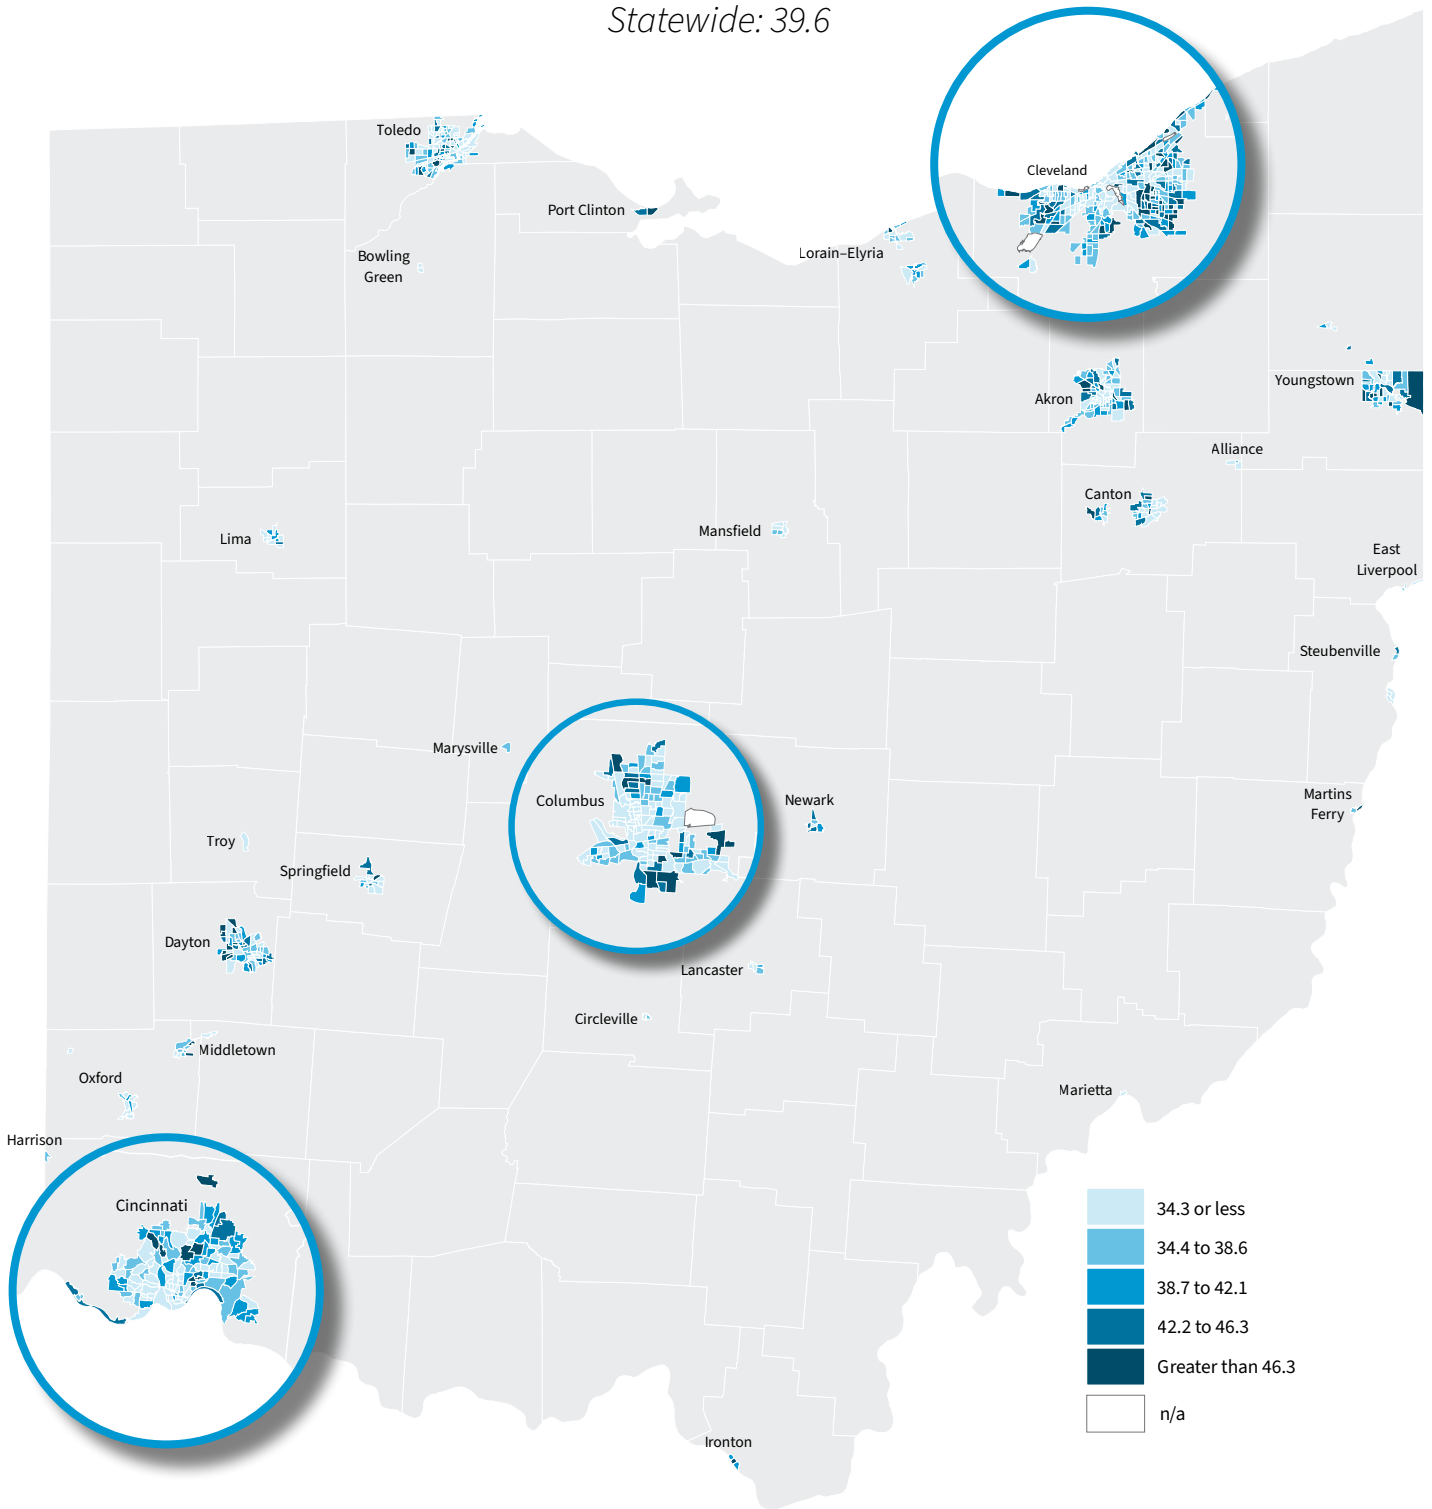 Statewide: 39.6
Toledo
Cleveland
Port Clinton
Lorain–Elyria
Bowling
Green
Youngstown
Akron
Alliance
Canton
Lima
Mansfield
East
Liverpool
Steubenville
Marysville
Columbus
Newark
Martins
Ferry
Troy
Springfield
Dayton
Lancaster
Circleville
Middletown
Oxford
Marietta
Harrison
Cincinnati
34.3 or less
34.4 to 38.6
38.7 to 42.1
42.2 to 46.3
Greater than 46.3
n/a
Ironton